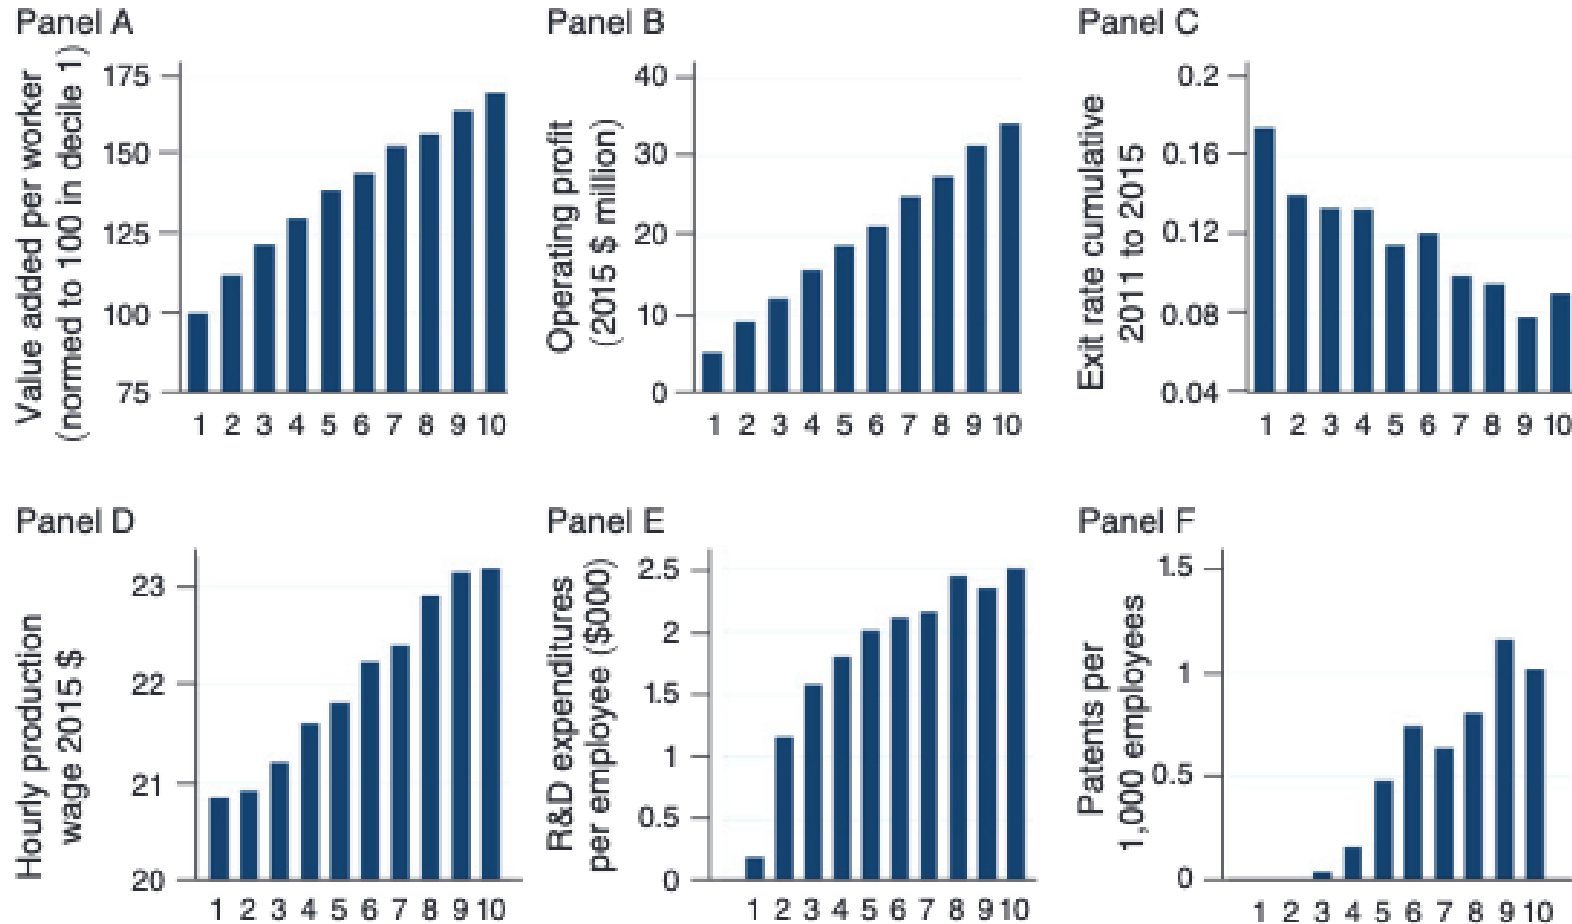 Panel A
Value added per worker
(normed to 100 in decile 1)
175
150
125
100
75
1 2 3 4 5 6 7 8 9 10
Panel B
Operating profit
(2015 $ million)
40
30
20
10
0
1 2 3 4 5 6 7 8 9 10
Panel C
Exit rate cumulative
2011 to 2015
0.2
0.16
0.12
0.08
0.04
1 2 3 4 5 6 7 8 9 10
Panel D
Hourly production
wage 2015 $
23
22
21
20
1 2 3 4 5 6 7 8 9 10
Panel E
R&D expenditures
per employee ($000)
2.5
2
1.5
1
0.5
0
1 2 3 4 5 6 7 8 9 10
Panel F
Patents per
1,000 employees
1.5
1
0.5
0
1 2 3 4 5 6 7 8 9 10